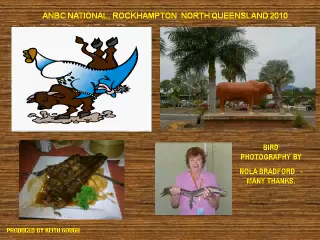 ANBC NATIONAL, ROCKHAMPTON NORTH QUEENSLAND 2010
BIRD
PHOTOGRAPHY BY
NOLA BRADFORD
MANY THANKS.
PRODUCED BY KEITH GOUGH